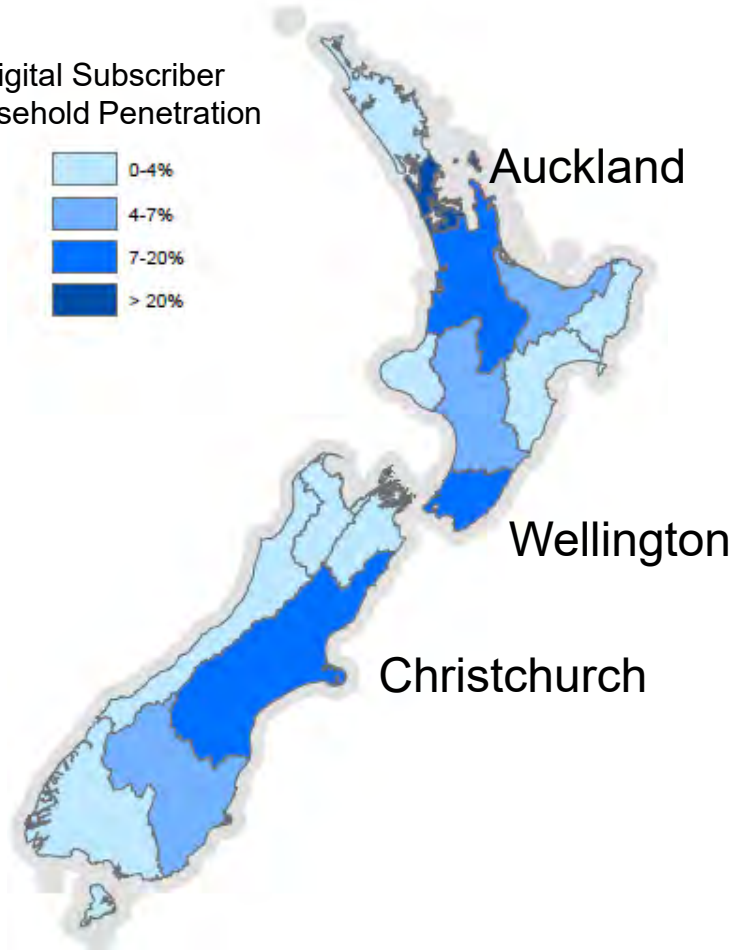 igital Subscriber
sehold Penetration
0-4%
4-7%
7-20%
> 20%
Auckland
Wellington
Christchurch